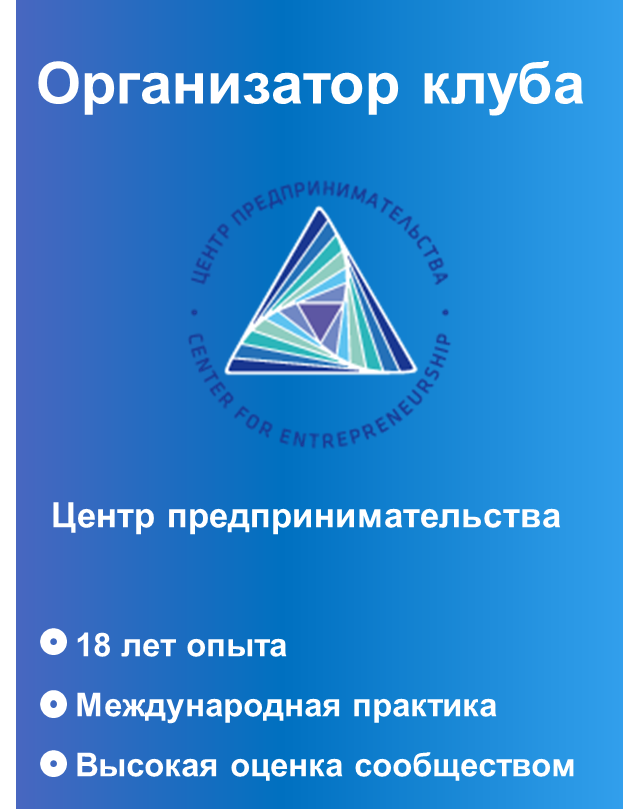 Организатор клуба
ЦЕНТР ПРЕДПРИНИМАТЕЛЬСТВА
CENTER FOR ENTREPRENEURSHIP
Центр предпринимательства
18 лет опыта
Международная практика
Высокая оценка сообществом